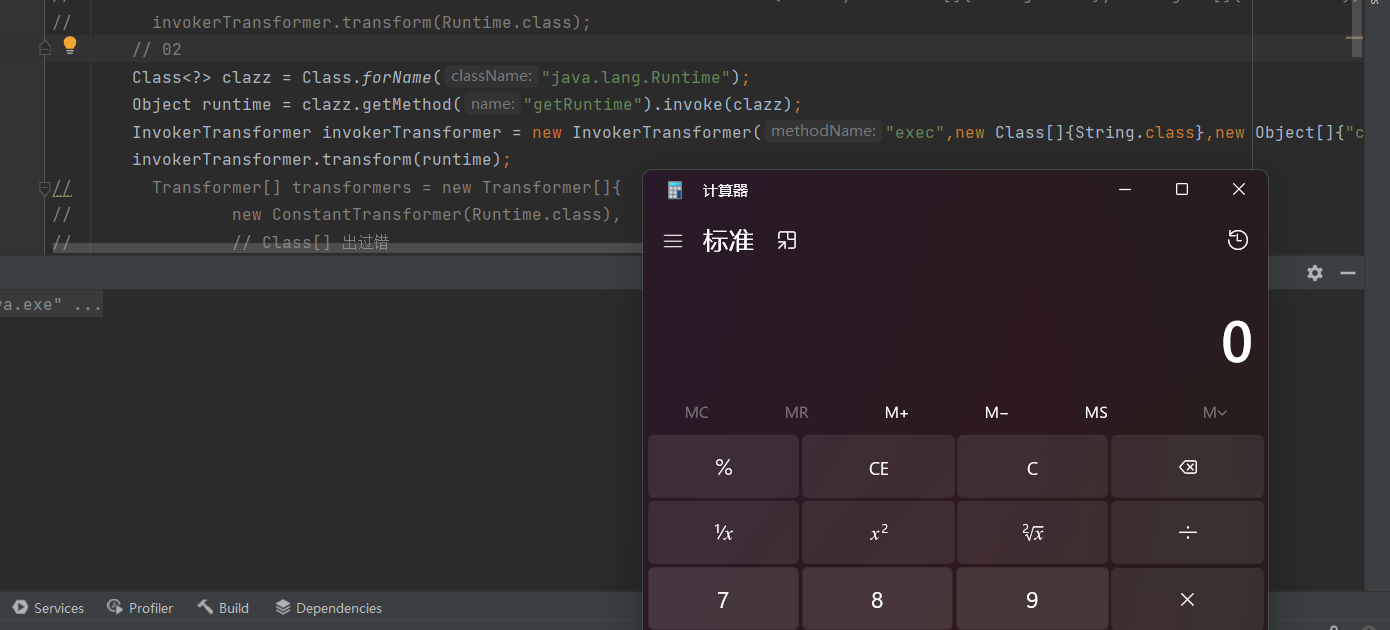 // invokerTransformer.transform(Runtime.class);
// 02
Class<?> clazz = Class.forName( className: "java.lang.Runtime");
Object runtime = clazz.getMethod( name: "getRuntime").invoke(clazz);
InvokerTransformer invokerTransformer = new InvokerTransformer( methodName: "exec",new Class[]{String.class},new Object[]{"c
invokerTransformer.transform(runtime);
// Transformer[] transformers = new Transformer[]{
// new ConstantTransformer(Runtime.class),
// // Class[] 出过错
va.exe" ...
计算器
标准
0
MC MR M+ M− MS M
% CE C
¹/x x² ²√x ÷
7 8 9 ×
Services Profiler Build Dependencies